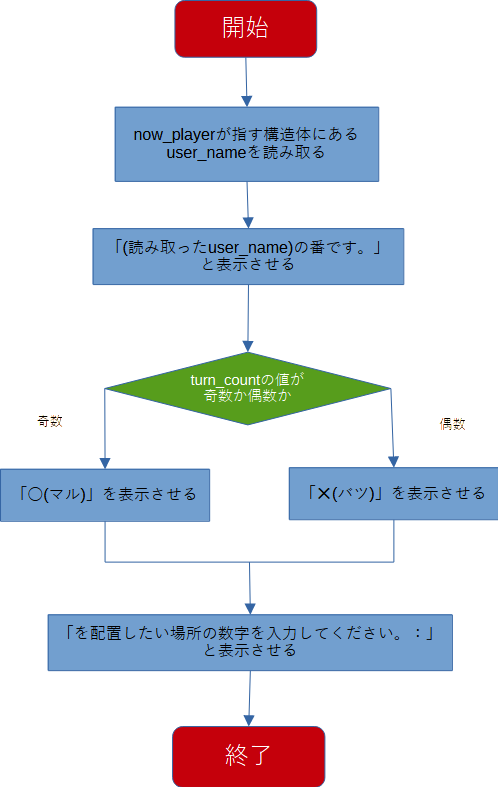 開始
now_playerが指す構造体にある
user_nameを読み取る
「(読み取ったuser_name)の番です。」
と表示させる
turn_countの値が
奇数か偶数か
奇数
偶数
「〇(マル)」を表示させる
「✕(バツ)」を表示させる
「を配置したい場所の数字を入力してください。：」
と表示させる
終了